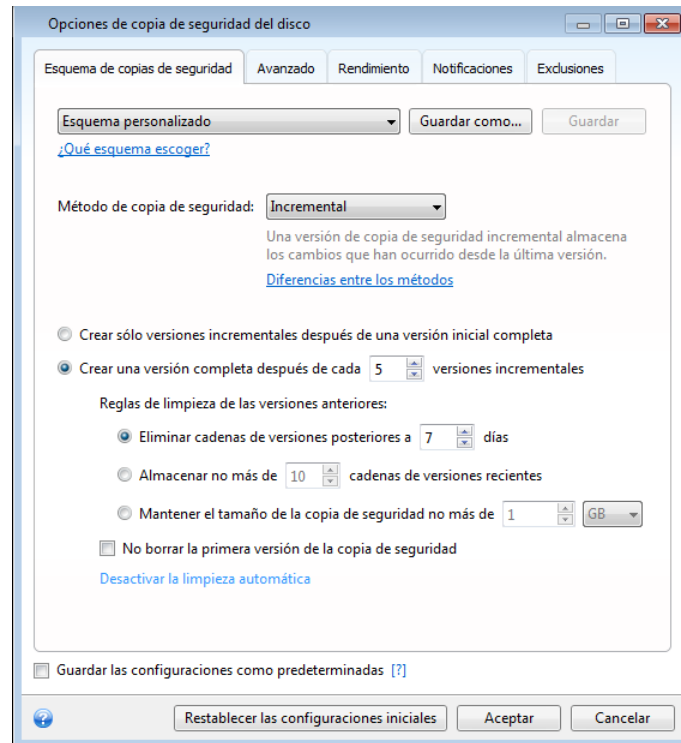 Opciones de copia de seguridad del disco
Esquema de copias de seguridad Avanzado Rendimiento Notificaciones Exclusiones
Esquema personalizado Guardar como... Guardar
¿Qué esquema escoger?
Método de copia de seguridad: Incremental
Una versión de copia de seguridad incremental almacena
los cambios que han ocurrido desde la última versión.
Diferencias entre los métodos
Crear sólo versiones incrementales después de una versión inicial completa
Crear una versión completa después de cada 5 versiones incrementales
Reglas de limpieza de las versiones anteriores:
Eliminar cadenas de versiones posteriores a 7 días
Almacenar no más de 10 cadenas de versiones recientes
Mantener el tamaño de la copia de seguridad no más de 1 GB
No borrar la primera versión de la copia de seguridad
Desactivar la limpieza automática
Guardar las configuraciones como predeterminadas [?]
? Restablecer las configuraciones iniciales Aceptar Cancelar